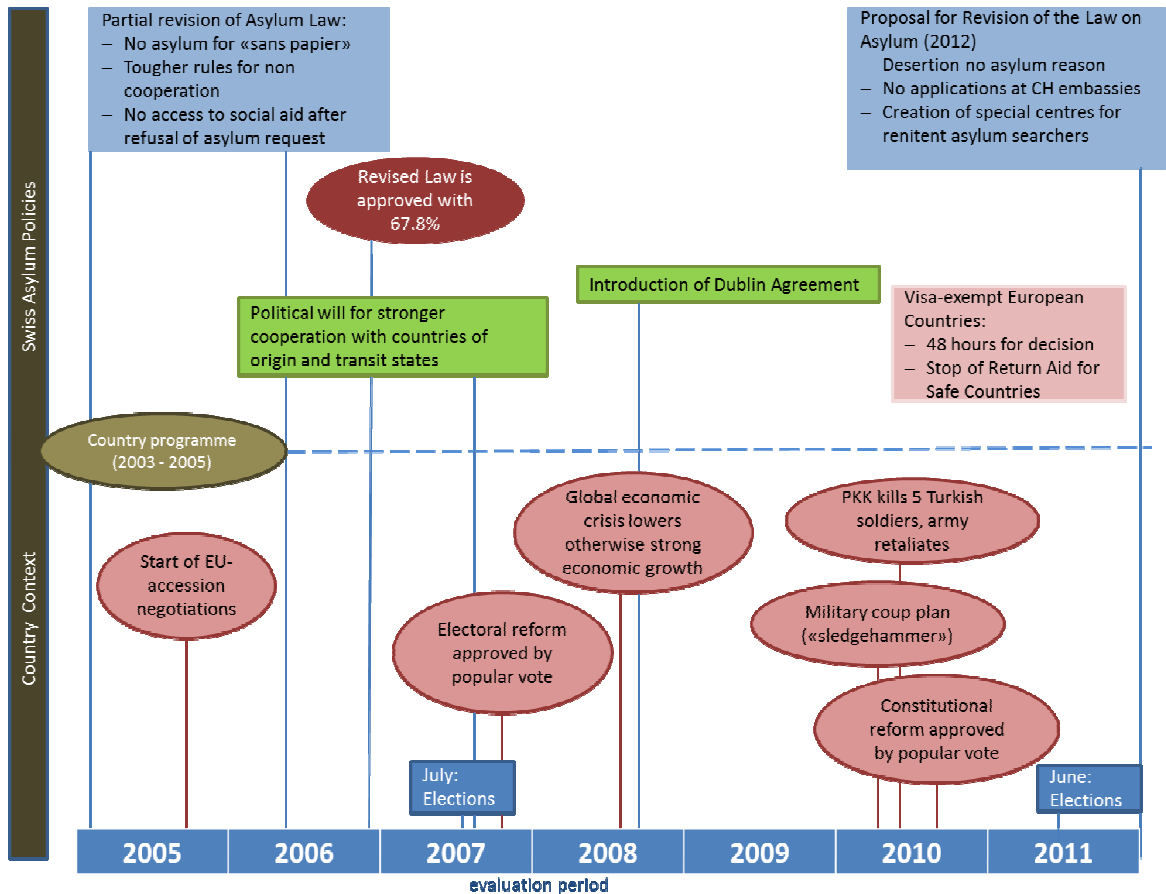 Partial revision of Asylum Law:
– No asylum for «sans papier»
– Tougher rules for non
cooperation
– No access to social aid after
refusal of asylum request
Proposal for Revision of the Law on
Asylum (2012)
Desertion no asylum reason
– No applications at CH embassies
– Creation of special centres for
renitent asylum searchers
Swiss Asylum Policies
Revised Law is
approved with
67.8%
Political will for stronger
cooperation with countries of
origin and transit states
Introduction of Dublin Agreement
Visa-exempt European
Countries:
– 48 hours for decision
– Stop of Return Aid for
Safe Countries
Country programme
(2003 - 2005)
Country Context
Start of EU-
accession
negotiations
Electoral reform
approved by
popular vote
Global economic
crisis lowers
otherwise strong
economic growth
PKK kills 5 Turkish
soldiers, army
retaliates
Military coup plan
(«sledgehammer»)
Constitutional
reform approved
by popular vote
July:
Elections
June:
Elections
2005 2006 2007 2008 2009 2010 2011
evaluation period